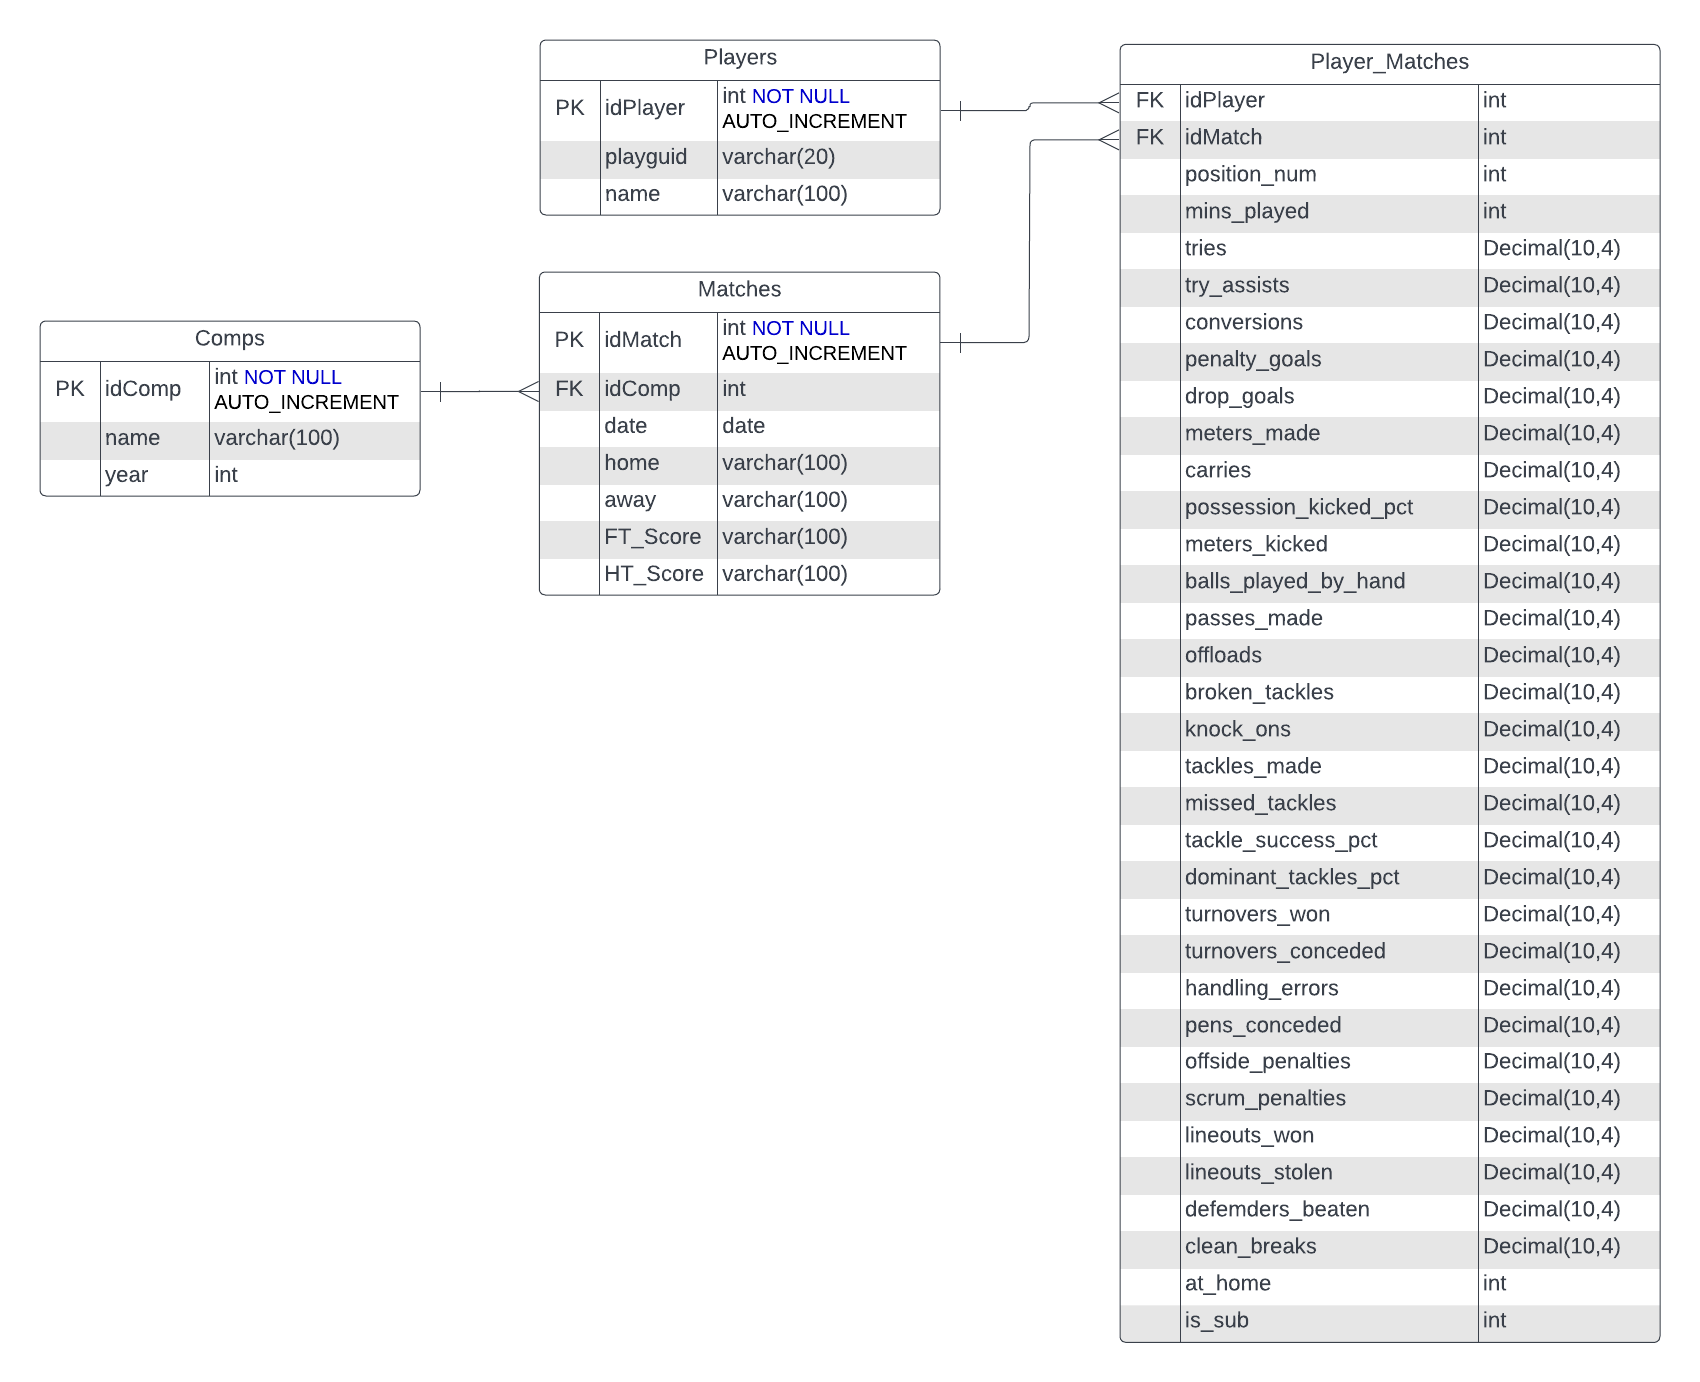 Players
PK idPlayer int NOT NULL
AUTO_INCREMENT
playguid varchar(20)
name varchar(100)
Matches
PK idMatch int NOT NULL
AUTO_INCREMENT
FK idComp int
date date
home varchar(100)
away varchar(100)
FT_Score varchar(100)
HT_Score varchar(100)
Comps
PK idComp int NOT NULL
AUTO_INCREMENT
name varchar(100)
year int
Player_Matches
FK idPlayer int
FK idMatch int
position_num int
mins_played int
tries Decimal(10,4)
try_assists Decimal(10,4)
conversions Decimal(10,4)
penalty_goals Decimal(10,4)
drop_goals Decimal(10,4)
meters_made Decimal(10,4)
carries Decimal(10,4)
possession_kicked_pct Decimal(10,4)
meters_kicked Decimal(10,4)
balls_played_by_hand Decimal(10,4)
passes_made Decimal(10,4)
offloads Decimal(10,4)
broken_tackles Decimal(10,4)
knock_ons Decimal(10,4)
tackles_made Decimal(10,4)
missed_tackles Decimal(10,4)
tackle_success_pct Decimal(10,4)
dominant_tackles_pct Decimal(10,4)
turnovers_won Decimal(10,4)
turnovers_conceded Decimal(10,4)
handling_errors Decimal(10,4)
pens_conceded Decimal(10,4)
offside_penalties Decimal(10,4)
scrum_penalties Decimal(10,4)
lineouts_won Decimal(10,4)
lineouts_stolen Decimal(10,4)
defemders_beaten Decimal(10,4)
clean_breaks Decimal(10,4)
at_home int
is_sub int